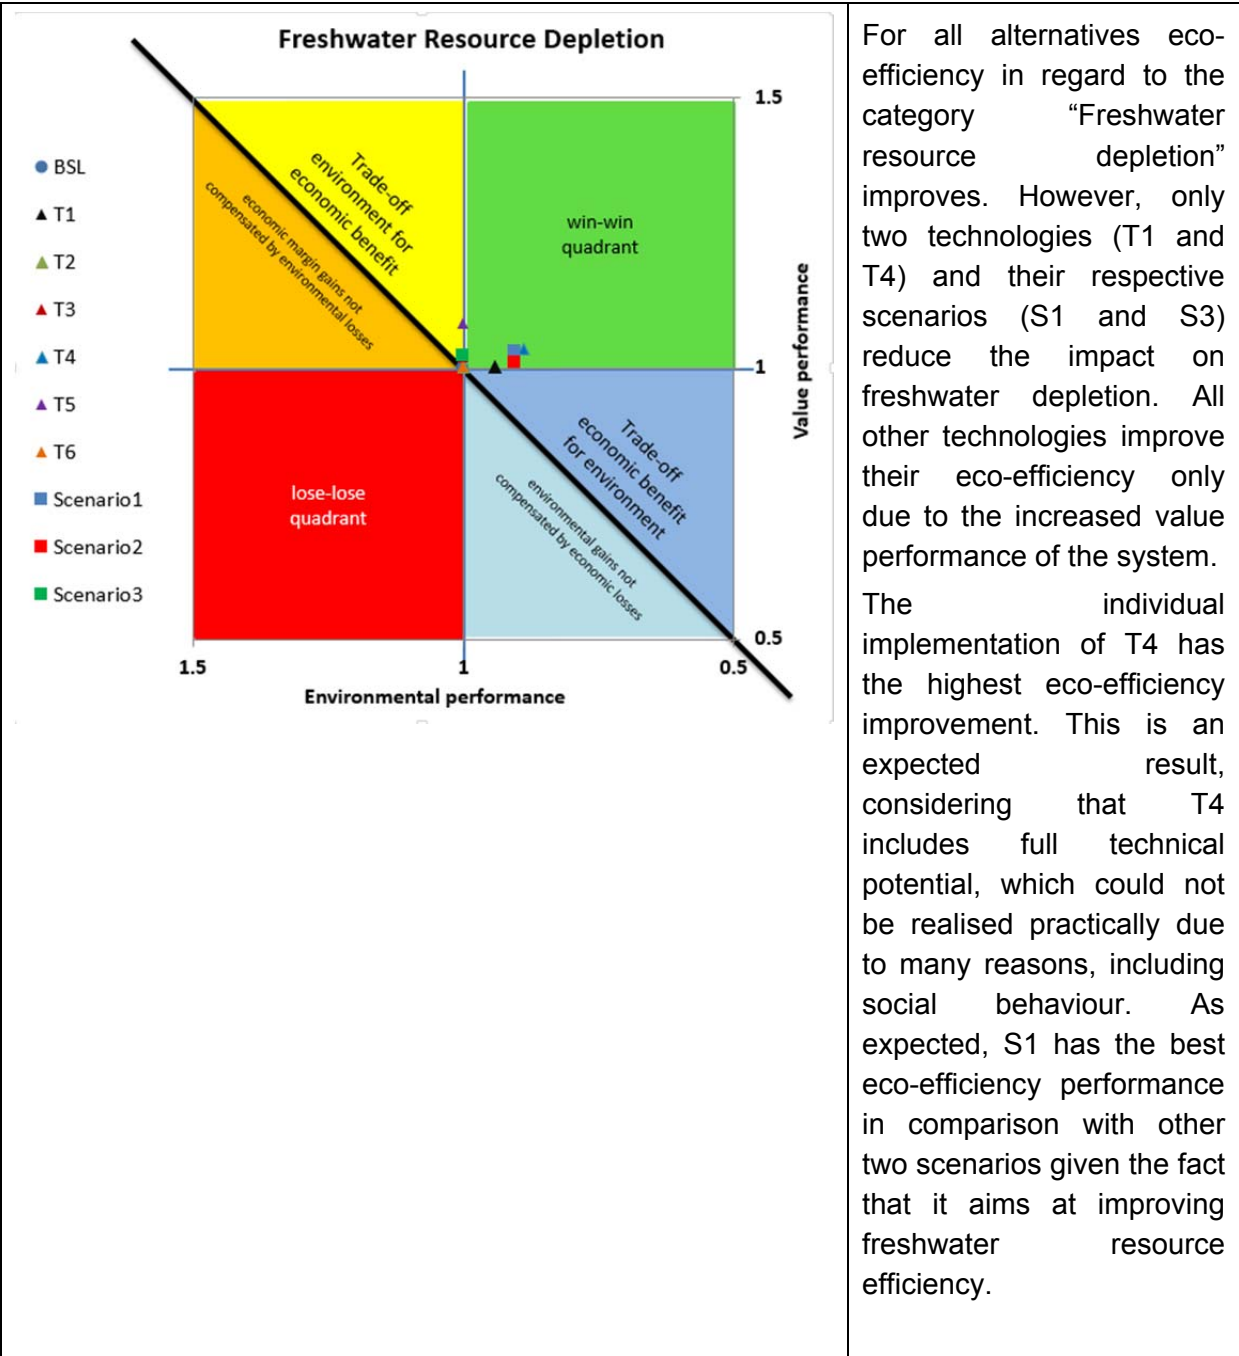 Freshwater Resource Depletion
1.5
BSL
T1
T2
T3
T4
T5
T6
Scenario1
Scenario2
Scenario3
Trade-off
environment for
economic benefit
economic margin gains not
compensated by environmental losses
win-win
quadrant
Value performance
1
lose-lose
quadrant
Trade-off
economic benefit
for environment
environmental gains not
compensated by economic losses
0.5
1.5
1
0.5
Environmental performance
For all alternatives eco-
efficiency in regard to the
category “Freshwater
resource depletion”
improves. However, only
two technologies (T1 and
T4) and their respective
scenarios (S1 and S3)
reduce the impact on
freshwater depletion. All
other technologies improve
their eco-efficiency only
due to the increased value
performance of the system.
The individual
implementation of T4 has
the highest eco-efficiency
improvement. This is an
expected result,
considering that T4
includes full technical
potential, which could not
be realised practically due
to many reasons, including
social behaviour. As
expected, S1 has the best
eco-efficiency performance
in comparison with other
two scenarios given the fact
that it aims at improving
freshwater resource
efficiency.